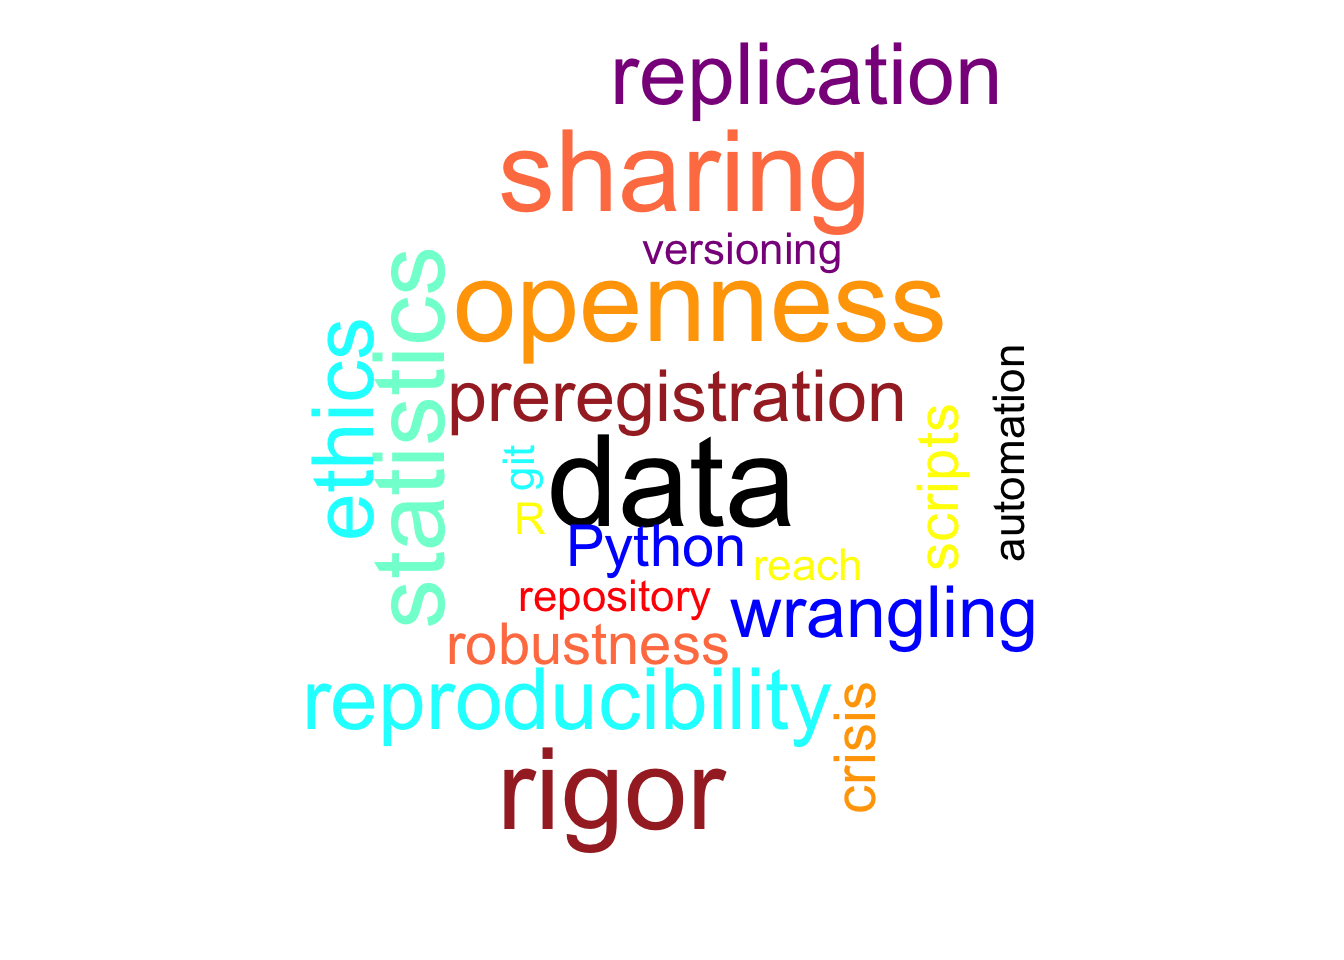 replication
sharing
versioning
openness
statistics
ethics
preregistration
automation
scripts
git
data
R
Python
reach
repository
wrangling
robustness
reproducibility
crisis
rigor